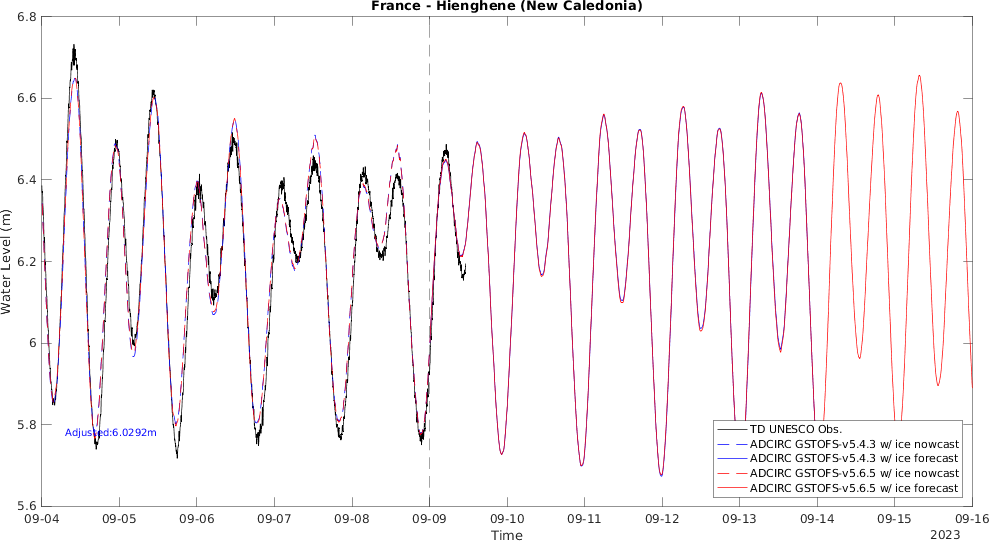 France - Hienghene (New Caledonia)
6.8
6.6
6.4
6.2
6
5.8
5.6
Water Level (m)
Adjusted:6.0292m
TD UNESCO Obs.
ADCIRC GSTOFS-v5.4.3 w/ ice nowcast
ADCIRC GSTOFS-v5.4.3 w/ ice forecast
ADCIRC GSTOFS-v5.6.5 w/ ice nowcast
ADCIRC GSTOFS-v5.6.5 w/ ice forecast
09-04 09-05 09-06 09-07 09-08 09-09 09-10 09-11 09-12 09-13 09-14 09-15 09-16
Time
2023